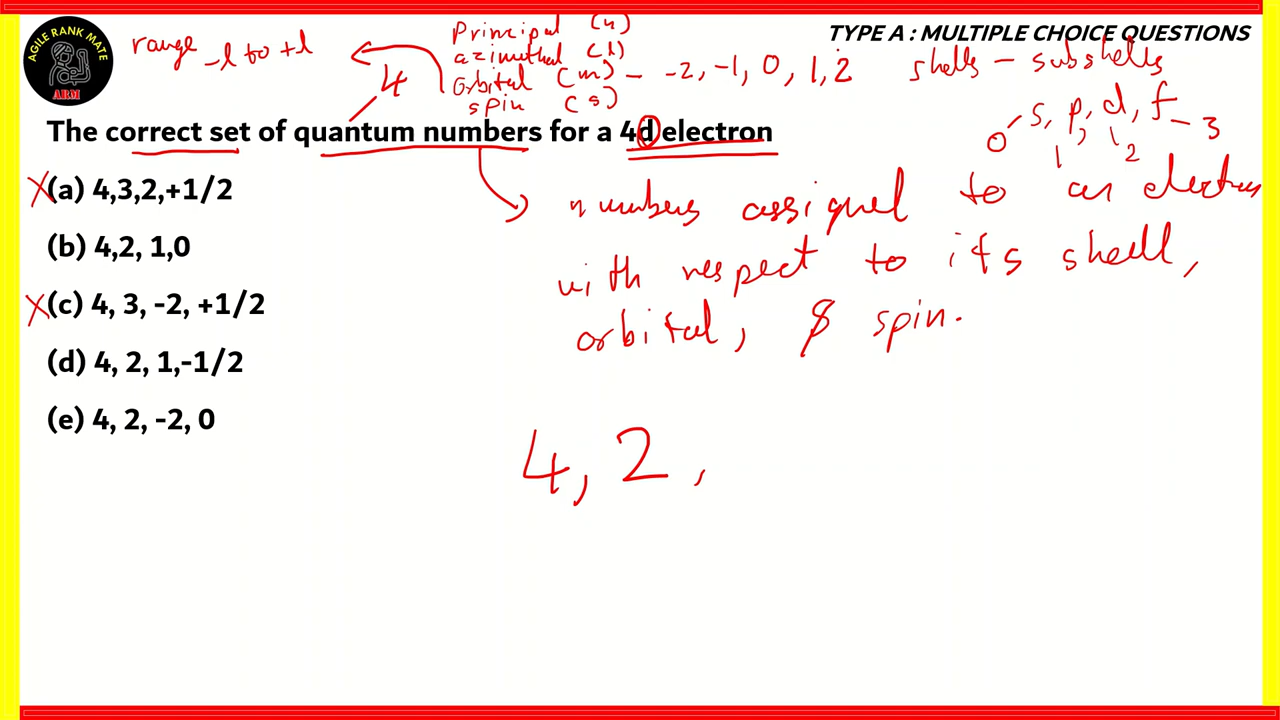 AGILE RANK MATE
ARM
TYPE A : MULTIPLE CHOICE QUESTIONS
range -l to +l
4
Principal (n)
azimuthal (l)
Orbital (m) - -2, -1, 0, 1, 2
spin (s)
shells - subshells
s, p, d, f - 3
0 1 2
The correct set of quantum numbers for a 4d electron
(a) 4,3,2,+1/2
(b) 4,2, 1,0
(c) 4, 3, -2, +1/2
(d) 4, 2, 1,-1/2
(e) 4, 2, -2, 0
numbers assigned to an electron
with respect to its shell,
orbital, & spin.
4, 2,